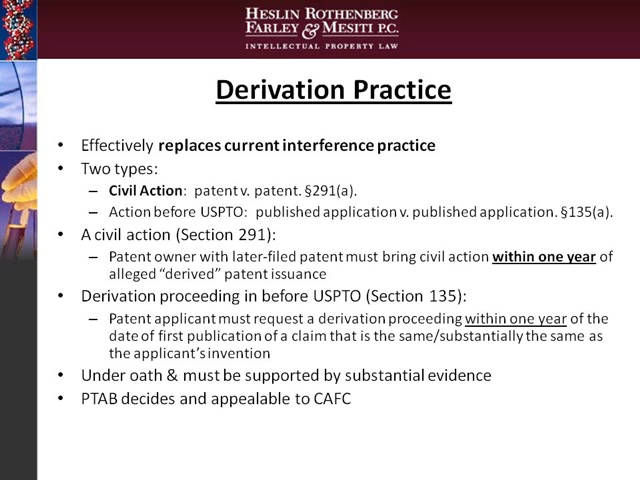 HESLIN ROTHENBERG
FARLEY & MESITI P.C.
INTELLECTUAL PROPERTY LAW
Derivation Practice
• Effectively replaces current interference practice
• Two types:
– Civil Action: patent v. patent. §291(a).
– Action before USPTO: published application v. published application. §135(a).
• A civil action (Section 291):
– Patent owner with later-filed patent must bring civil action within one year of
alleged “derived” patent issuance
• Derivation proceeding in before USPTO (Section 135):
– Patent applicant must request a derivation proceeding within one year of the
date of first publication of a claim that is the same/substantially the same as
the applicant’s invention
• Under oath & must be supported by substantial evidence
• PTAB decides and appealable to CAFC